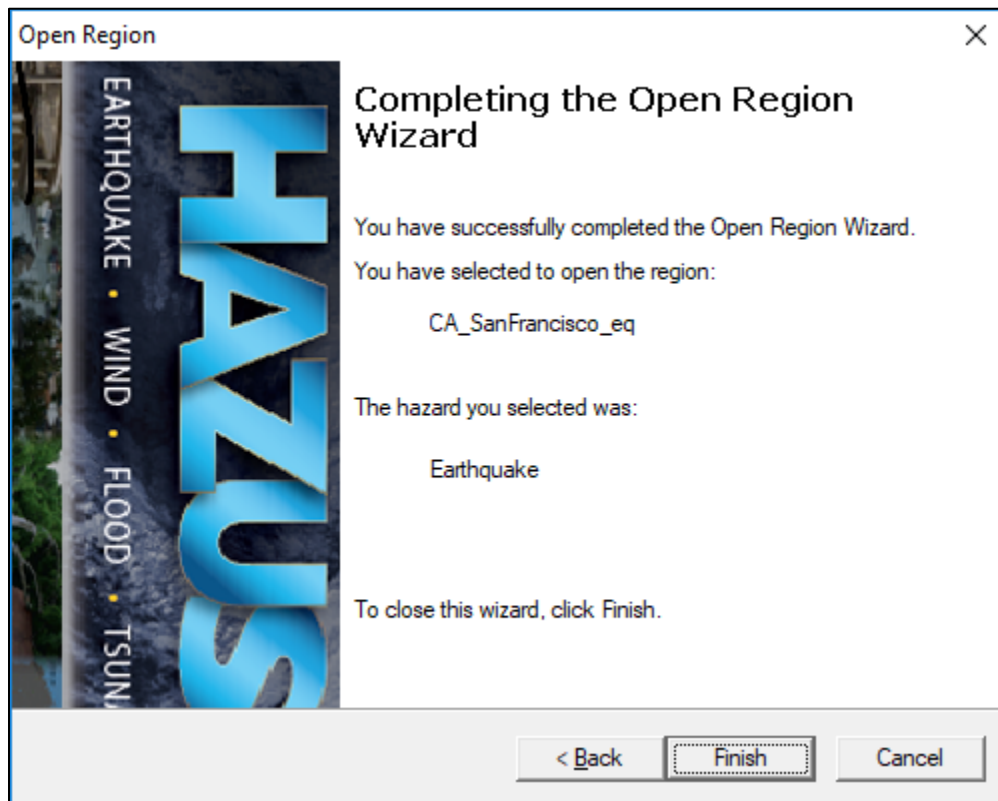 Open Region
EARTHQUAKE • WIND • FLOOD • TSUN
HAZUS
Completing the Open Region
Wizard
You have successfully completed the Open Region Wizard.
You have selected to open the region:
CA_SanFrancisco_eq
The hazard you selected was:
Earthquake
To close this wizard, click Finish.
< Back
Finish
Cancel